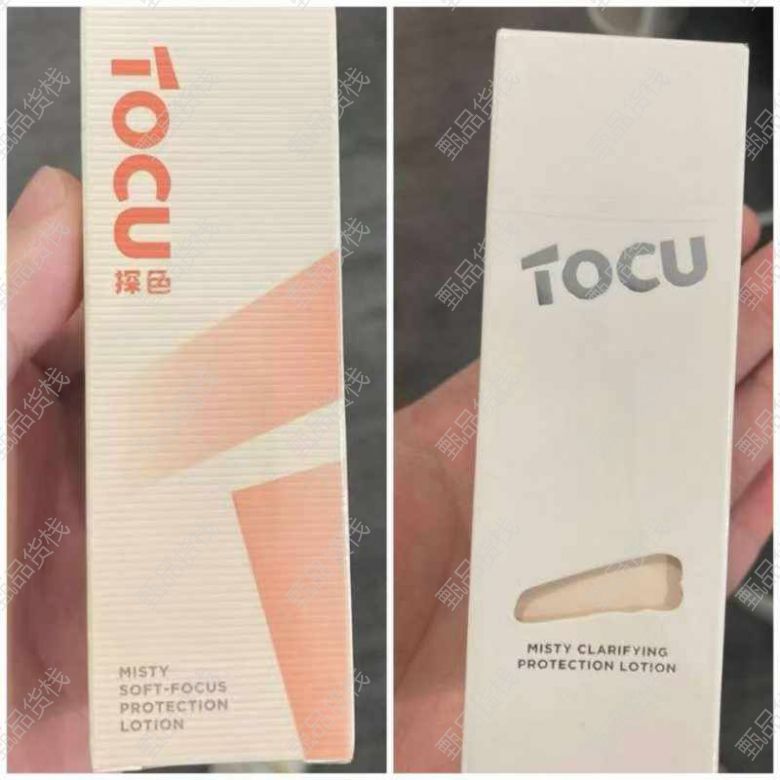 TOCU
探色
MISTY
SOFT-FOCUS
PROTECTION
LOTION
TOCU
MISTY CLARIFYING
PROTECTION LOTION
甄品货栈